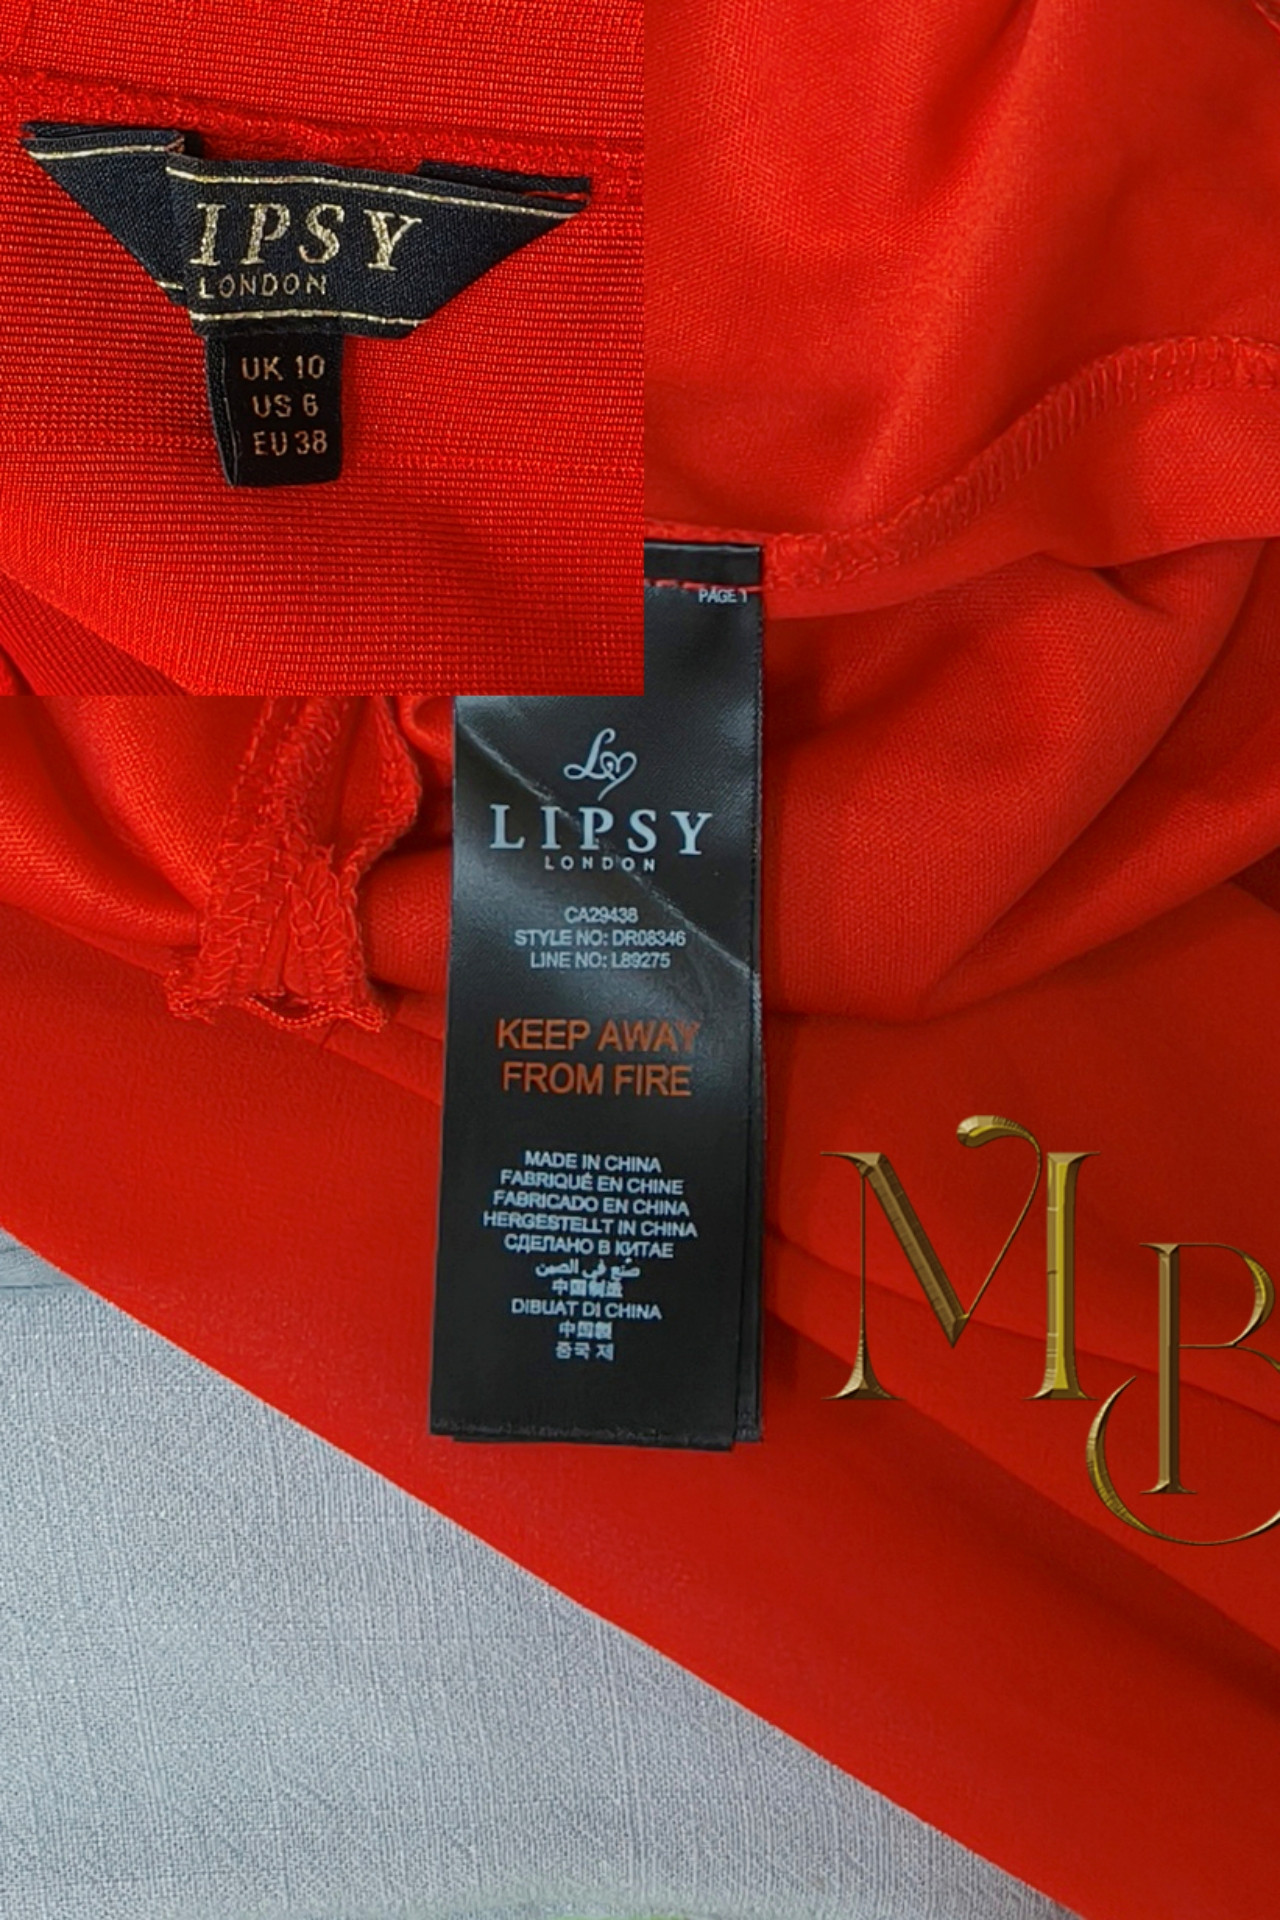 IPSY
LONDON
UK 10
US 6
EU 38
PAGE 1
LIPSY
LONDON
CA29438
STYLE NO: DR08346
LINE NO: L89275
KEEP AWAY
FROM FIRE
MADE IN CHINA
FABRIQUÉ EN CHINE
FABRICADO EN CHINA
HERGESTELLT IN CHINA
СДЕЛАНО В КИТАЕ
صنع في الصين
中国制造
DIBUAT DI CHINA
中国製
중국 제
MB